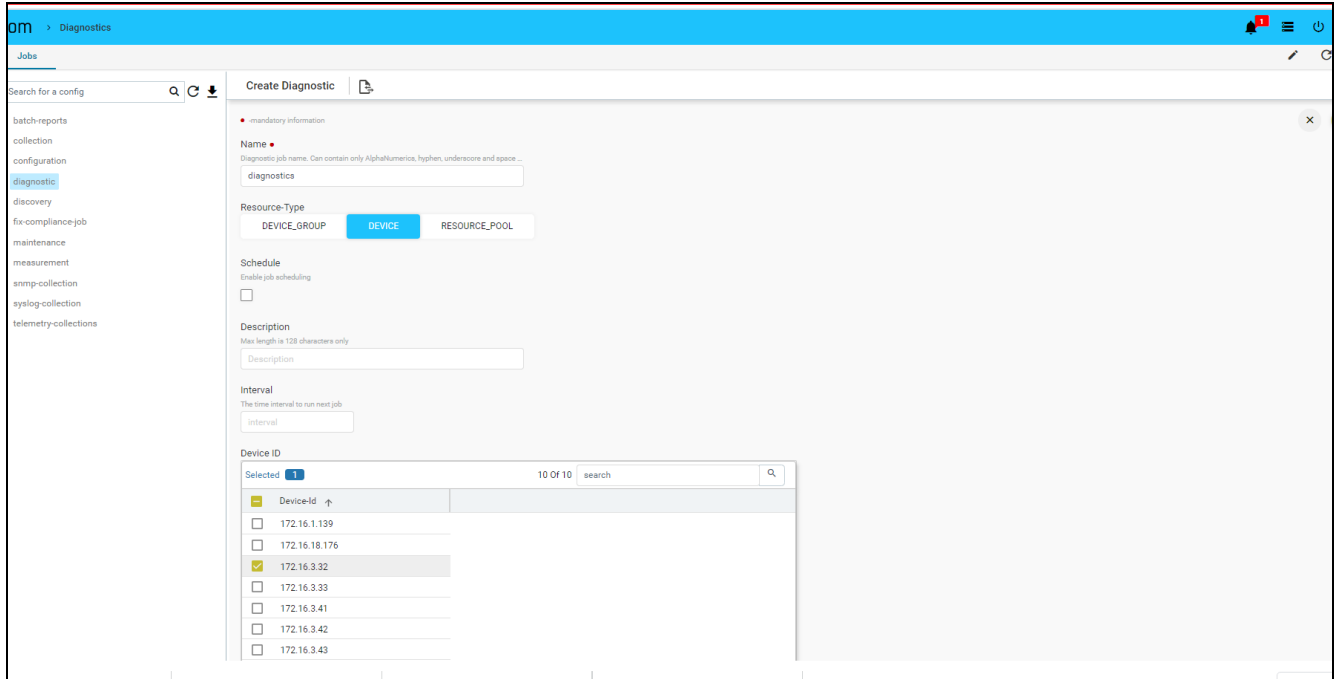 om > Diagnostics
1
Jobs
Search for a config
batch-reports
collection
configuration
diagnostic
discovery
fix-compliance-job
maintenance
measurement
snmp-collection
syslog-collection
telemetry-collections
Create Diagnostic
-mandatory information
Name
Diagnostic job name. Can contain only AlphaNumerics, hyphen, underscore and space ...
diagnostics
Resource-Type
DEVICE_GROUP DEVICE RESOURCE_POOL
Schedule
Enable job scheduling
Description
Max length is 128 characters only
Description
Interval
The time interval to run next job
interval
Device ID
Selected 1 10 Of 10 search
Device-Id
172.16.1.139
172.16.18.176
172.16.3.32
172.16.3.33
172.16.3.41
172.16.3.42
172.16.3.43